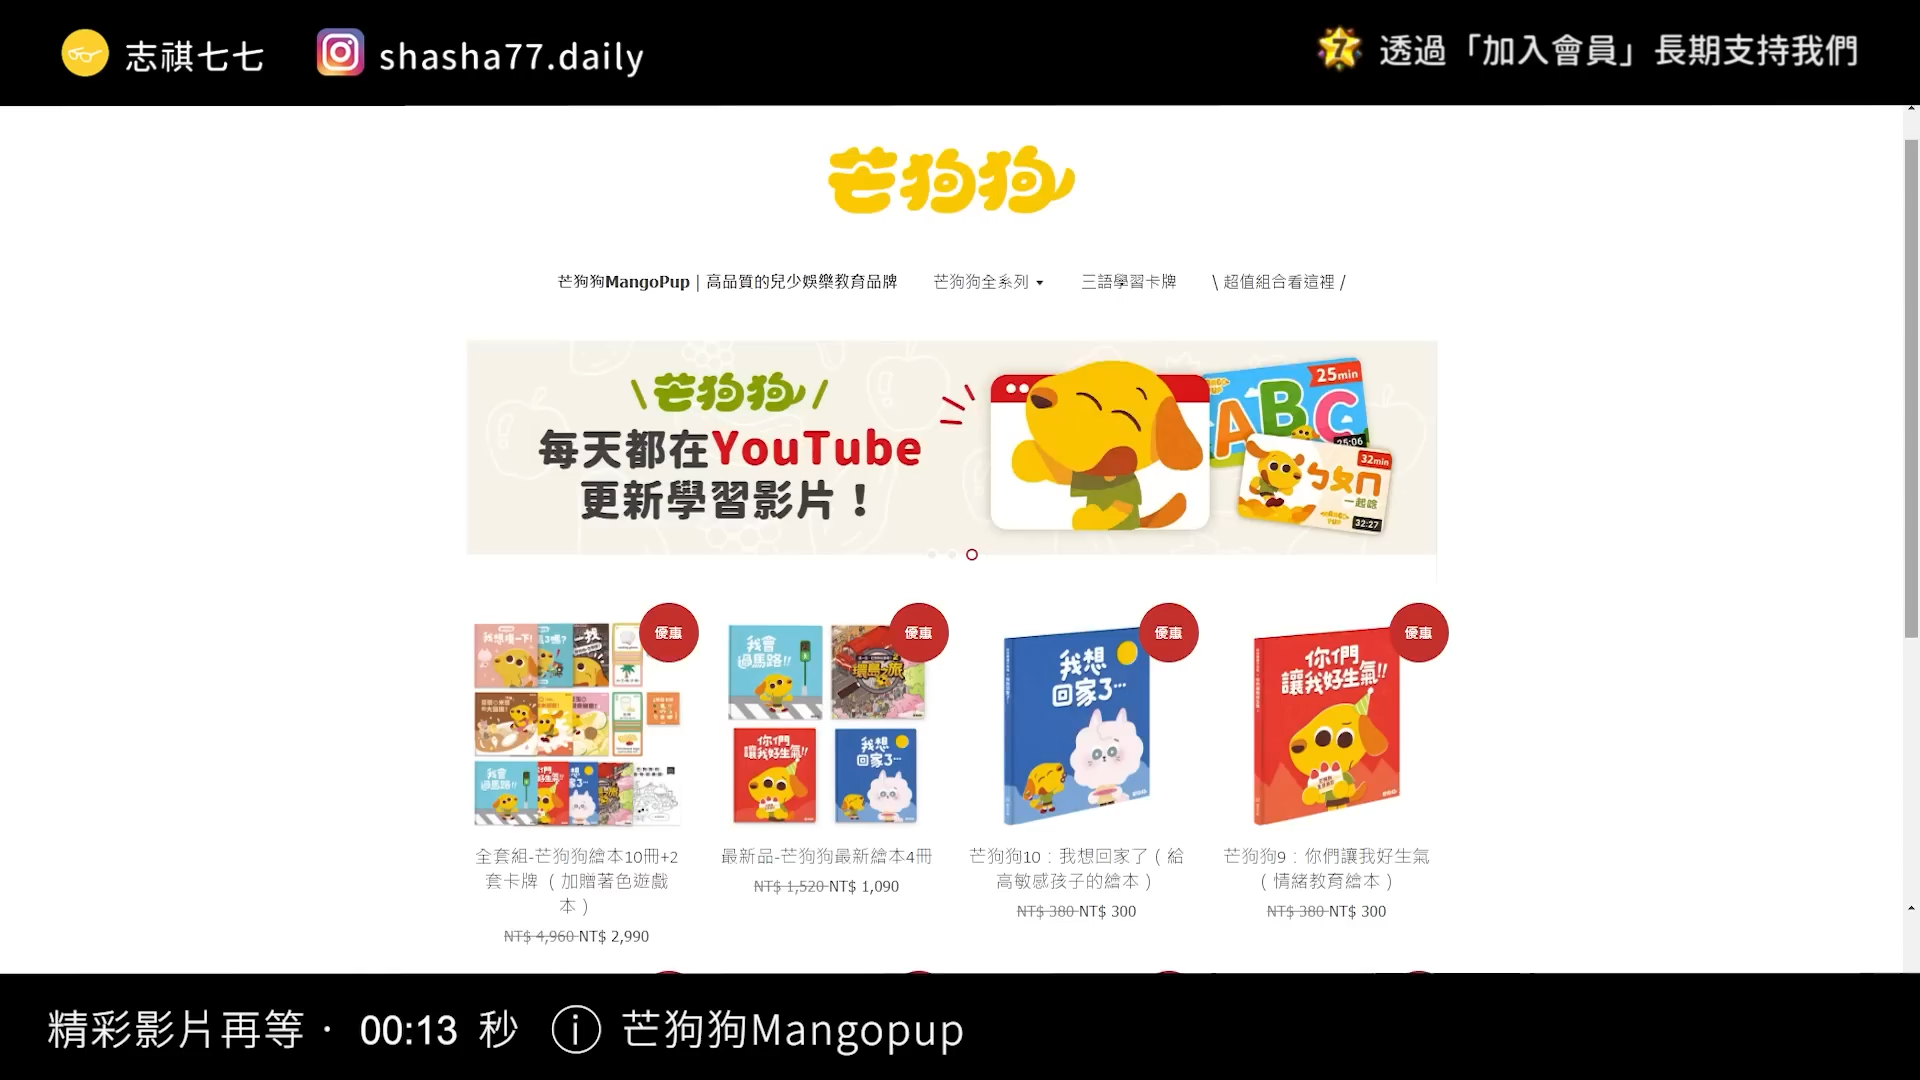 志祺七七
shasha77.daily
7
透過「加入會員」長期支持我們
芒狗狗
芒狗狗MangoPup｜高品質的兒少娛樂教育品牌
芒狗狗全系列
三語學習卡牌
\ 超值組合看這裡 /
\芒狗狗/
每天都在YouTube
更新學習影片！
25min
ABC
25:06
32min
ㄅㄆㄇ
一起唸
32:27
優惠
優惠
優惠
優惠
我會
過馬路!!
環島之旅
你們
讓我好生氣!!
我想
回家了…
我想
回家了…
你們
讓我好生氣!!
全套組-芒狗狗繪本10冊+2
套卡牌 （加贈著色遊戲
本）
NT$ 4,960 NT$ 2,990
最新品-芒狗狗最新繪本4冊
NT$ 1,520 NT$ 1,090
芒狗狗10：我想回家了（給
高敏感孩子的繪本）
NT$ 380 NT$ 300
芒狗狗9：你們讓我好生氣
（情緒教育繪本）
NT$ 380 NT$ 300
精彩影片再等 · 00:13 秒
芒狗狗Mangopup